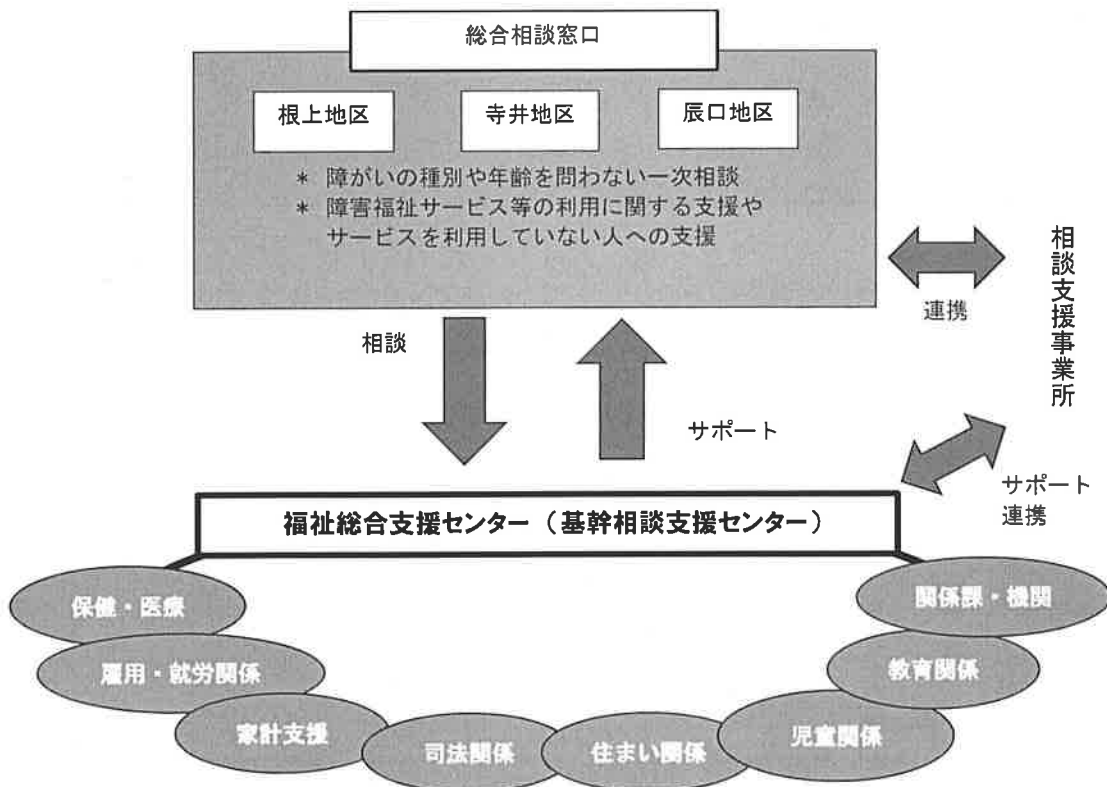 総合相談窓口
根上地区
寺井地区
辰口地区
* 障がいの種別や年齢を問わない一次相談
* 障害福祉サービス等の利用に関する支援や
サービスを利用していない人への支援
連携
相談支援事業所
相談
サポート
サポート
連携
福祉総合支援センター（基幹相談支援センター）
保健・医療
雇用・就労関係
家計支援
司法関係
住まい関係
児童関係
教育関係
関係課・機関